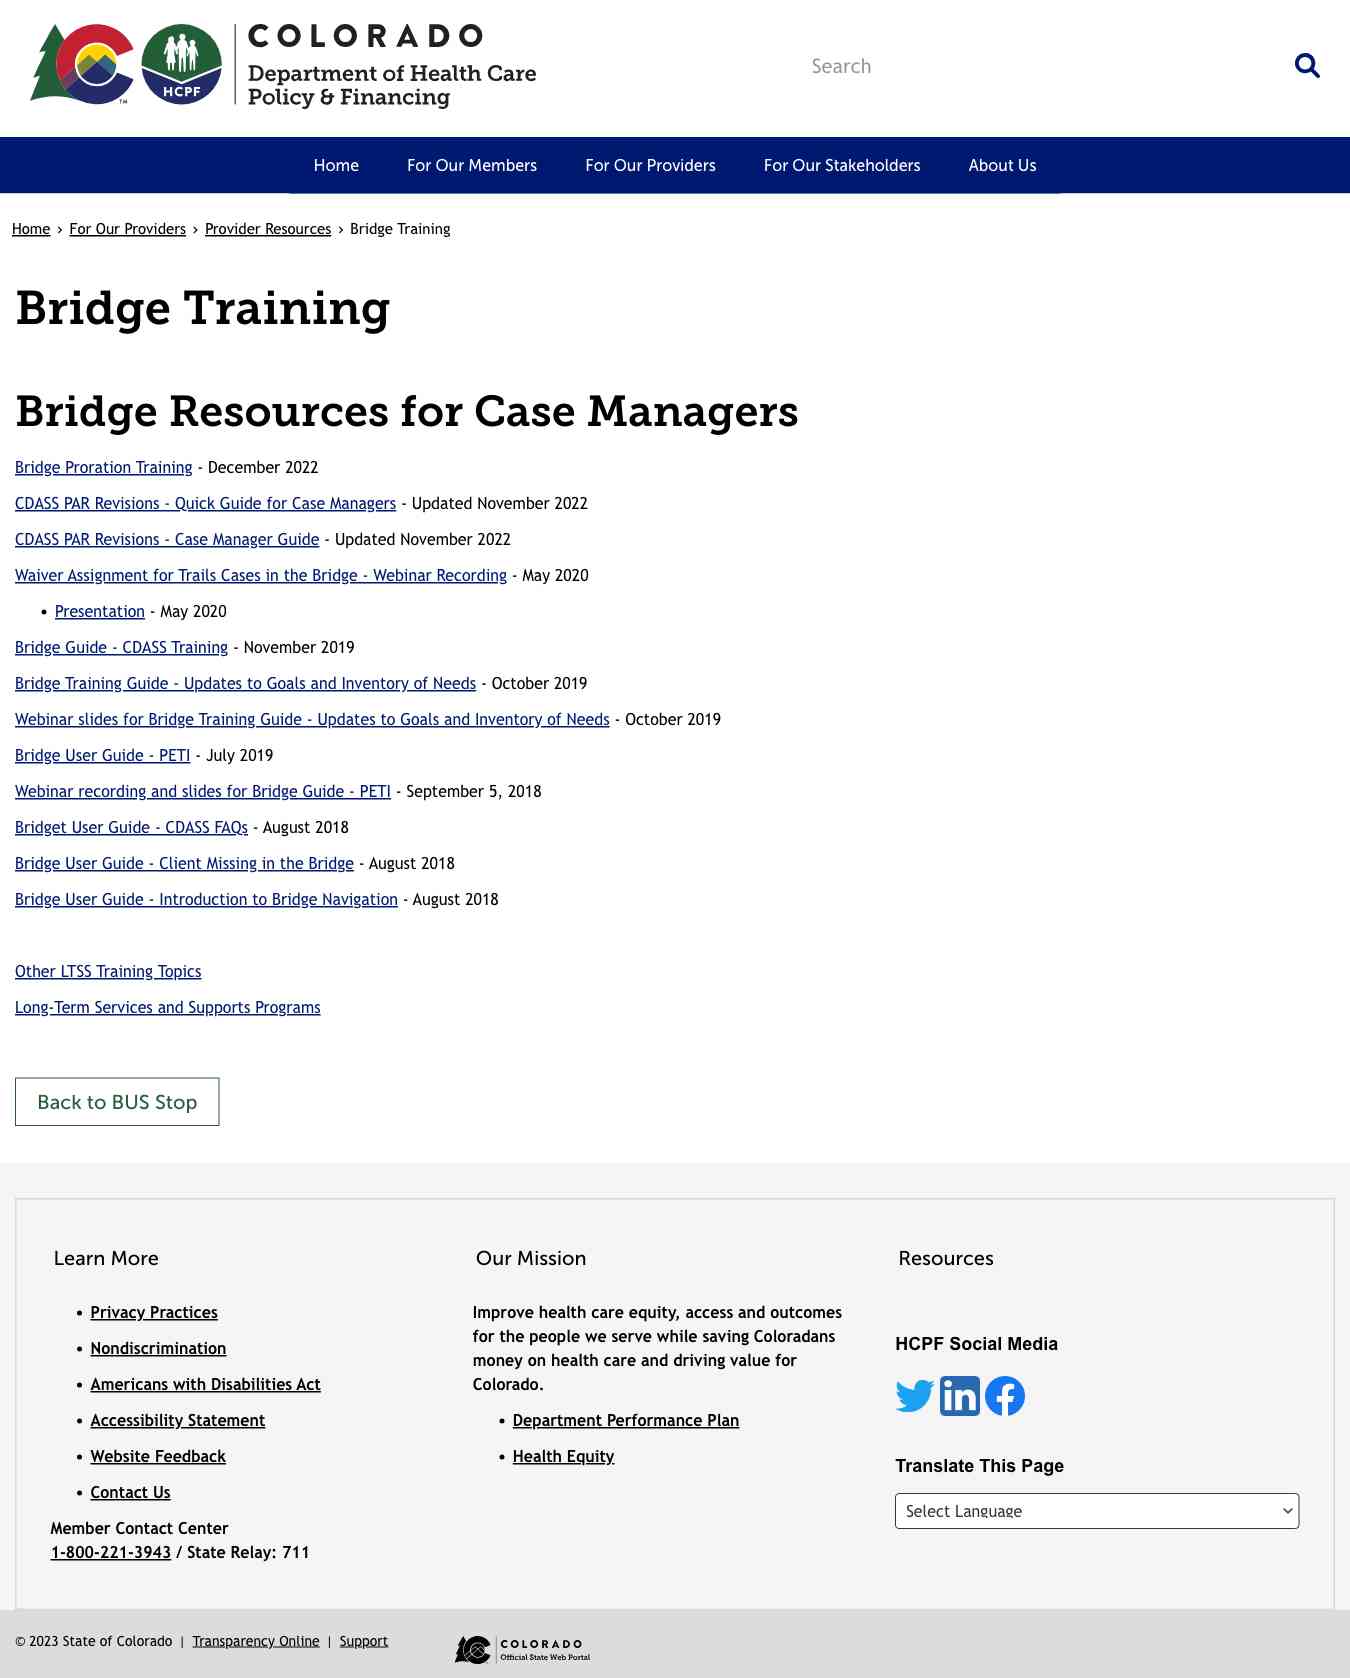 HCPF
TM
COLORADO
Department of Health Care
Policy & Financing
Search
Home
For Our Members
For Our Providers
For Our Stakeholders
About Us
Home › For Our Providers › Provider Resources › Bridge Training
Bridge Training
Bridge Resources for Case Managers
Bridge Proration Training - December 2022
CDASS PAR Revisions - Quick Guide for Case Managers - Updated November 2022
CDASS PAR Revisions - Case Manager Guide - Updated November 2022
Waiver Assignment for Trails Cases in the Bridge - Webinar Recording - May 2020
• Presentation - May 2020
Bridge Guide - CDASS Training - November 2019
Bridge Training Guide - Updates to Goals and Inventory of Needs - October 2019
Webinar slides for Bridge Training Guide - Updates to Goals and Inventory of Needs - October 2019
Bridge User Guide - PETI - July 2019
Webinar recording and slides for Bridge Guide - PETI - September 5, 2018
Bridget User Guide - CDASS FAQs - August 2018
Bridge User Guide - Client Missing in the Bridge - August 2018
Bridge User Guide - Introduction to Bridge Navigation - August 2018
Other LTSS Training Topics
Long-Term Services and Supports Programs
Back to BUS Stop
Learn More
• Privacy Practices
• Nondiscrimination
• Americans with Disabilities Act
• Accessibility Statement
• Website Feedback
• Contact Us
Member Contact Center
1-800-221-3943 / State Relay: 711
Our Mission
Improve health care equity, access and outcomes
for the people we serve while saving Coloradans
money on health care and driving value for
Colorado.
• Department Performance Plan
• Health Equity
Resources
HCPF Social Media
in
Translate This Page
Select Language
© 2023 State of Colorado | Transparency Online | Support
COLORADO
Official State Web Portal